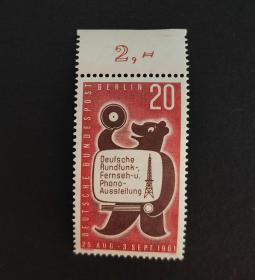 2,—
BERLIN
20
DEUTSCHE BUNDESPOST
Deutsche
Rundfunk-,
Fernseh-u.
Phono-
Ausstellung
25. AUG.-3. SEPT. 1961